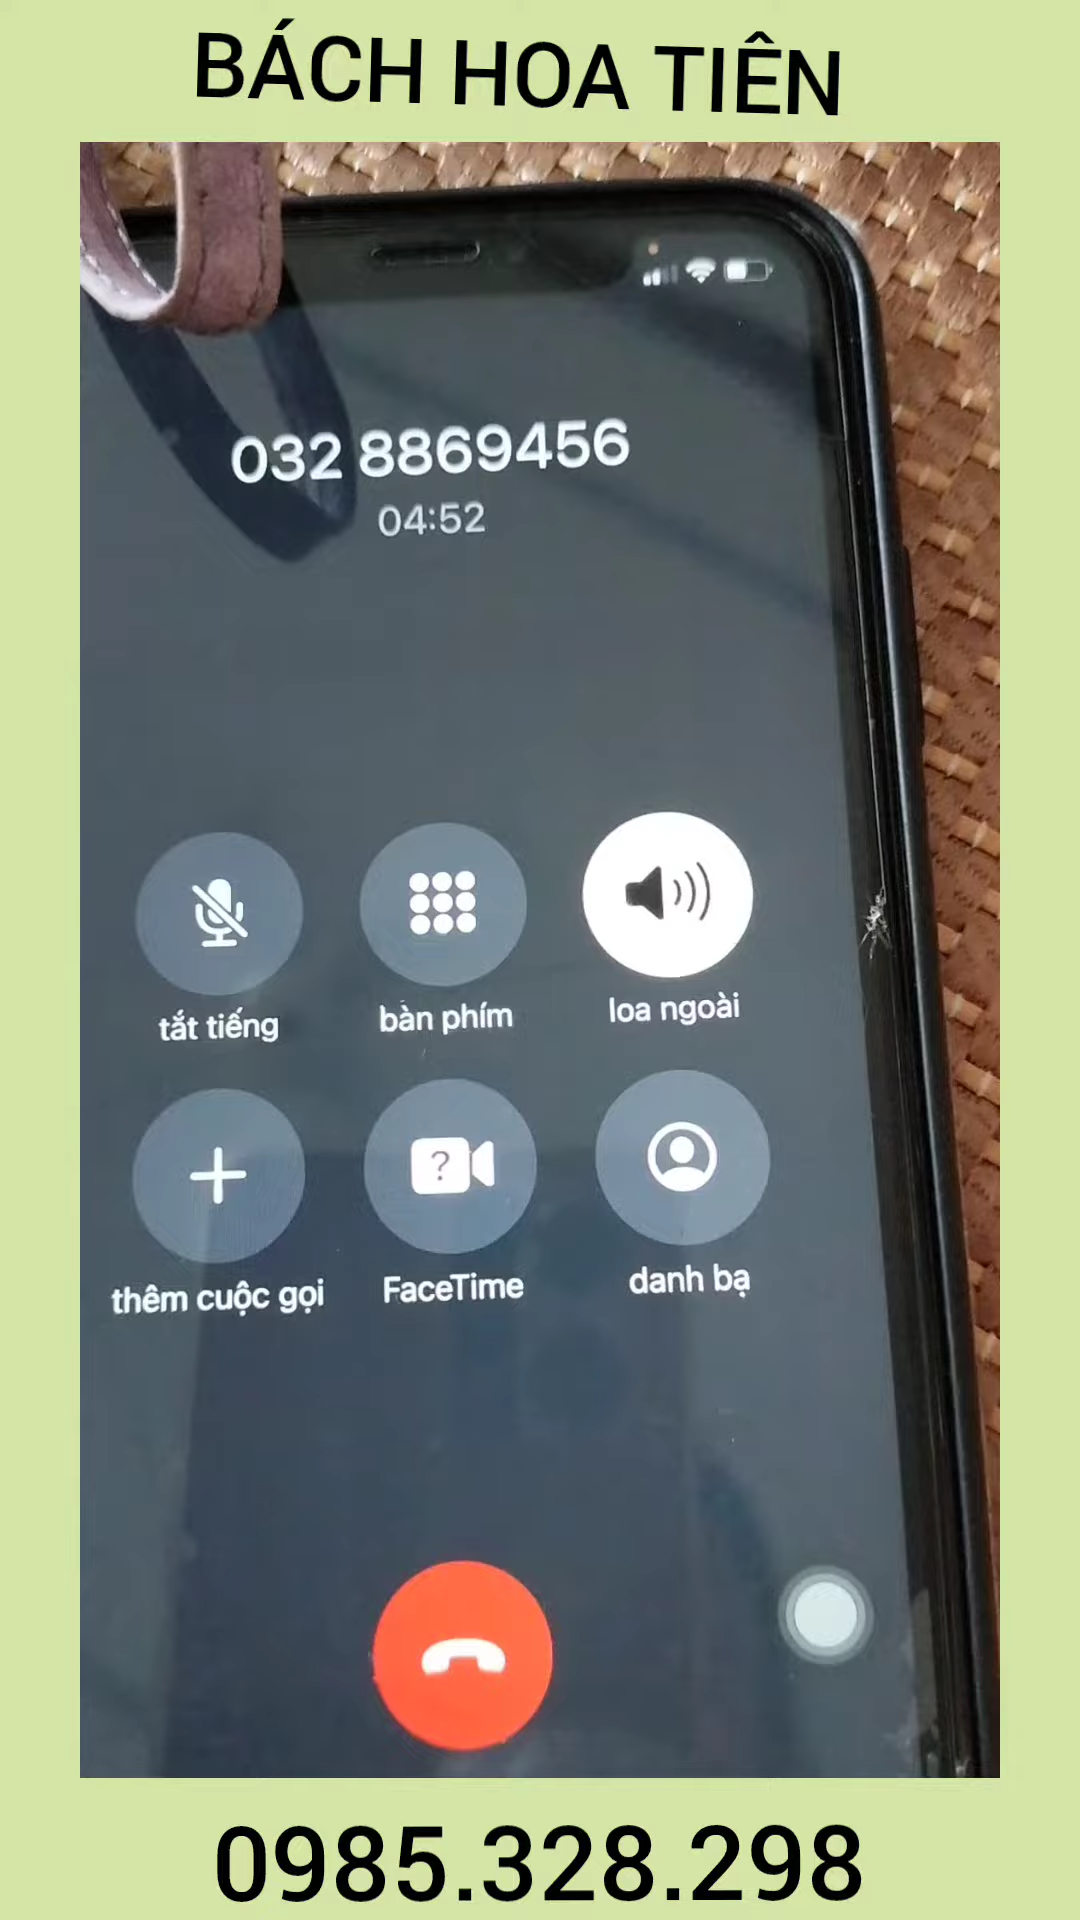 BÁCH HOA TIÊN
032 8869456
04:52
tắt tiếng
bàn phím
loa ngoài
?
thêm cuộc gọi
FaceTime
danh bạ
0985.328.298